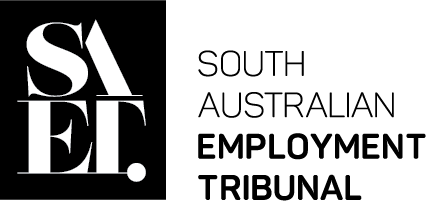 SA
ET.
SOUTH
AUSTRALIAN
EMPLOYMENT
TRIBUNAL